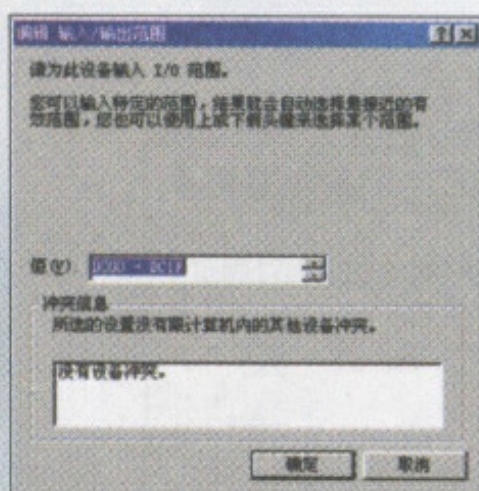 编辑 输入/输出范围
请为此设备输入 I/O 范围。
您可以输入特定的范围，结果就会自动选择最接近的有
效范围，您也可以使用上或下箭头键来选择某个范围。
值(V):
冲突信息
所选的设置没有跟计算机内的其他设备冲突。
没有设备冲突。
确定
取消